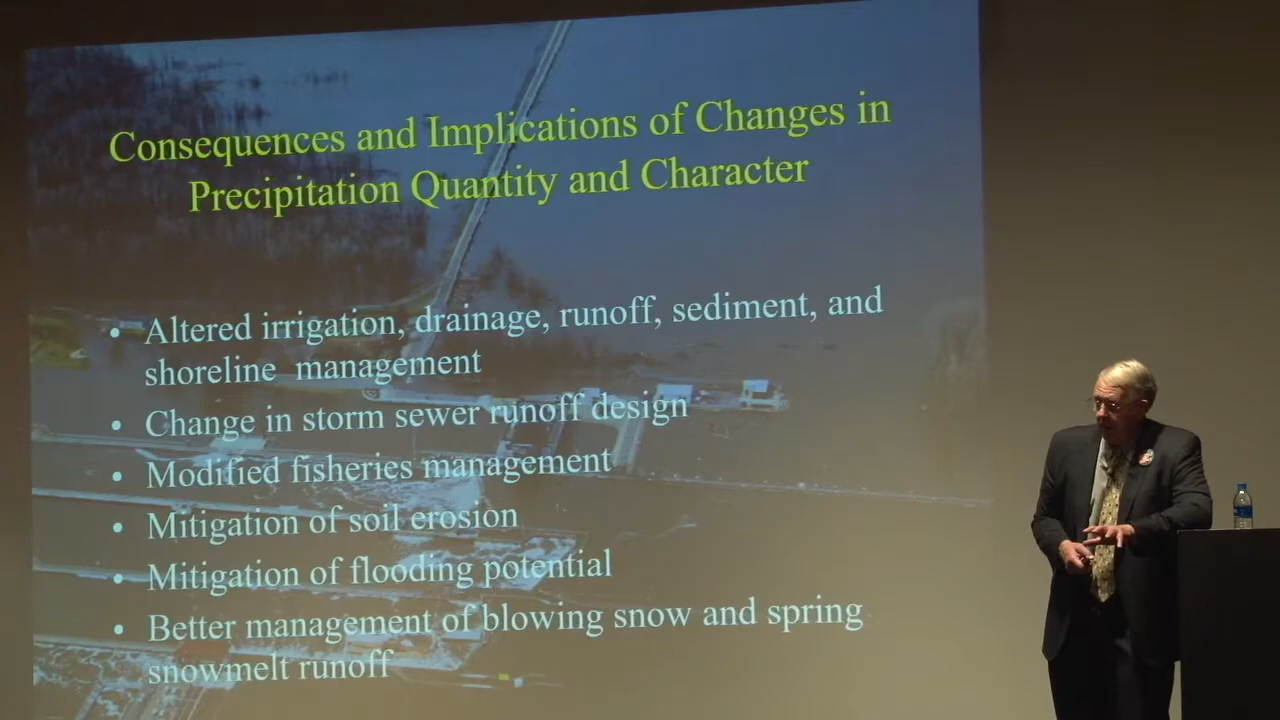 Consequences and Implications of Changes in
Precipitation Quantity and Character
• Altered irrigation, drainage, runoff, sediment, and
shoreline management
• Change in storm sewer runoff design
• Modified fisheries management
• Mitigation of soil erosion
• Mitigation of flooding potential
• Better management of blowing snow and spring
snowmelt runoff